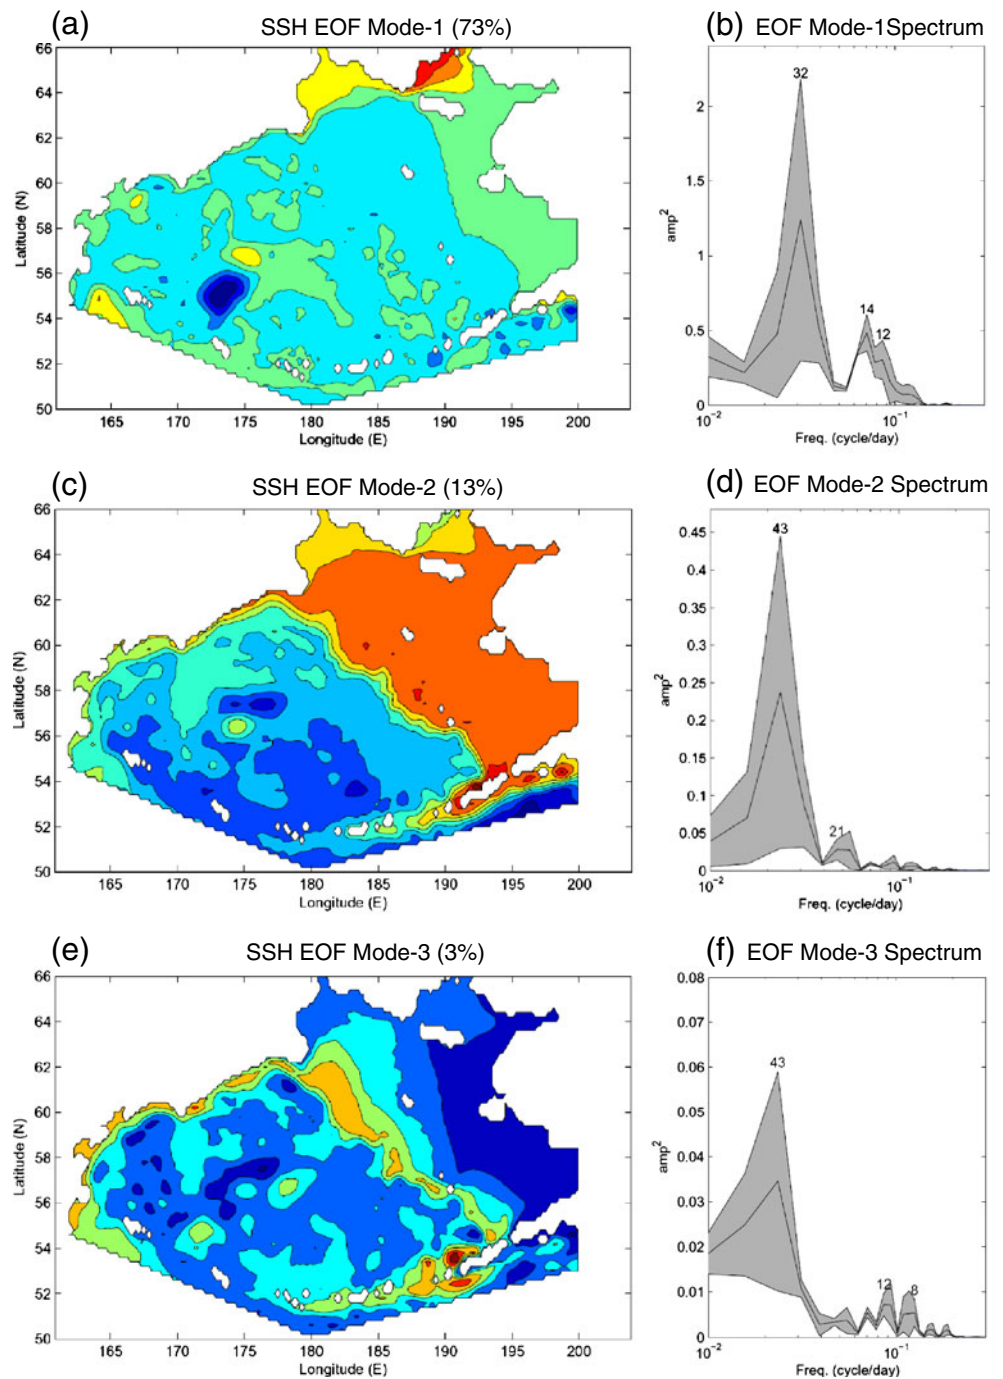 (a) SSH EOF Mode-1 (73%)
66
64
62
60
58
56
54
52
50
Latitude (N)
165 170 175 180 185 190 195 200
Longitude (E)
(b) EOF Mode-1Spectrum
32
14
12
2
1.5
1
0.5
0
amp²
10⁻² 10⁻¹
Freq. (cycle/day)
(c) SSH EOF Mode-2 (13%)
66
64
62
60
58
56
54
52
50
Latitude (N)
165 170 175 180 185 190 195 200
Longitude (E)
(d) EOF Mode-2 Spectrum
43
21
0.45
0.4
0.35
0.3
0.25
0.2
0.15
0.1
0.05
0
amp²
10⁻² 10⁻¹
Freq. (cycle/day)
(e) SSH EOF Mode-3 (3%)
66
64
62
60
58
56
54
52
50
Latitude (N)
165 170 175 180 185 190 195 200
Longitude (E)
(f) EOF Mode-3 Spectrum
43
12
8
0.08
0.07
0.06
0.05
0.04
0.03
0.02
0.01
0
amp²
10⁻² 10⁻¹
Freq. (cycle/day)